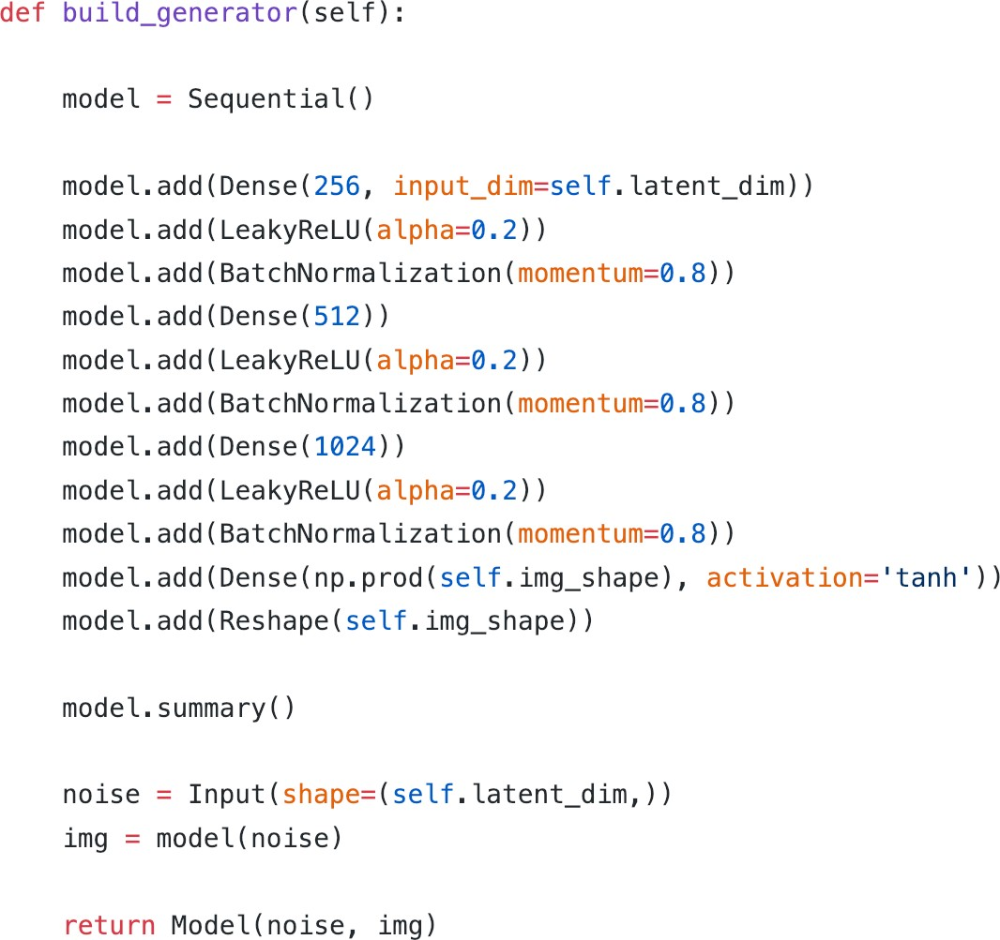 def build_generator(self):
    model = Sequential()
    model.add(Dense(256, input_dim=self.latent_dim))
    model.add(LeakyReLU(alpha=0.2))
    model.add(BatchNormalization(momentum=0.8))
    model.add(Dense(512))
    model.add(LeakyReLU(alpha=0.2))
    model.add(BatchNormalization(momentum=0.8))
    model.add(Dense(1024))
    model.add(LeakyReLU(alpha=0.2))
    model.add(BatchNormalization(momentum=0.8))
    model.add(Dense(np.prod(self.img_shape), activation='tanh'))
    model.add(Reshape(self.img_shape))
    model.summary()
    noise = Input(shape=(self.latent_dim,))
    img = model(noise)
    return Model(noise, img)